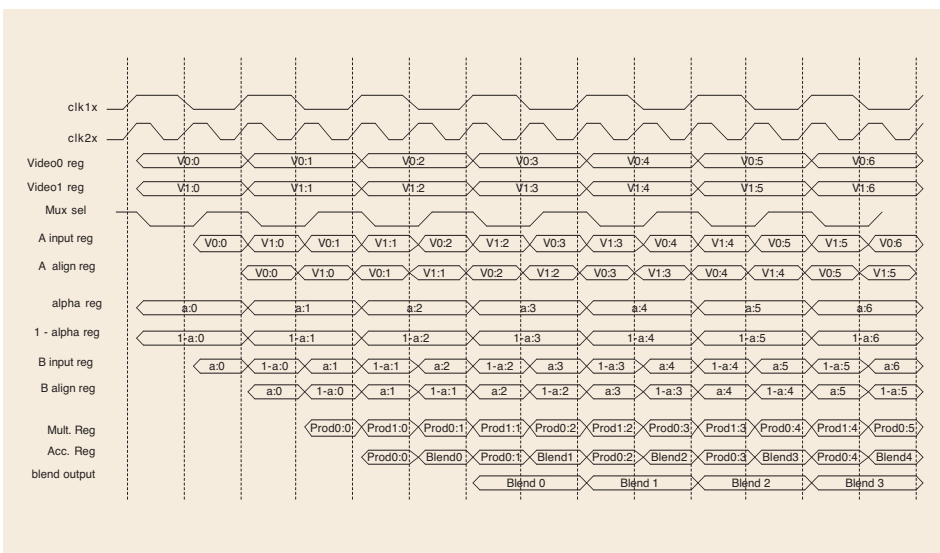 clk1x
clk2x
Video0 reg V0:0 V0:1 V0:2 V0:3 V0:4 V0:5 V0:6
Video1 reg V1:0 V1:1 V1:2 V1:3 V1:4 V1:5 V1:6
Mux sel
A input reg V0:0 V1:0 V0:1 V1:1 V0:2 V1:2 V0:3 V1:3 V0:4 V1:4 V0:5 V1:5 V0:6
A align reg V0:0 V1:0 V0:1 V1:1 V0:2 V1:2 V0:3 V1:3 V0:4 V1:4 V0:5 V1:5
alpha reg a:0 a:1 a:2 a:3 a:4 a:5 a:6
1 - alpha reg 1-a:0 1-a:1 1-a:2 1-a:3 1-a:4 1-a:5 1-a:6
B input reg a:0 1-a:0 a:1 1-a:1 a:2 1-a:2 a:3 1-a:3 a:4 1-a:4 a:5 1-a:5 a:6
B align reg a:0 1-a:0 a:1 1-a:1 a:2 1-a:2 a:3 1-a:3 a:4 1-a:4 a:5 1-a:5
Mult. Reg Prod0:0 Prod1:0 Prod0:1 Prod1:1 Prod0:2 Prod1:2 Prod0:3 Prod1:3 Prod0:4 Prod1:4 Prod0:5
Acc. Reg Prod0:0 Blend0 Prod0:1 Blend1 Prod0:2 Blend2 Prod0:3 Blend3 Prod0:4 Blend4
blend output Blend 0 Blend 1 Blend 2 Blend 3